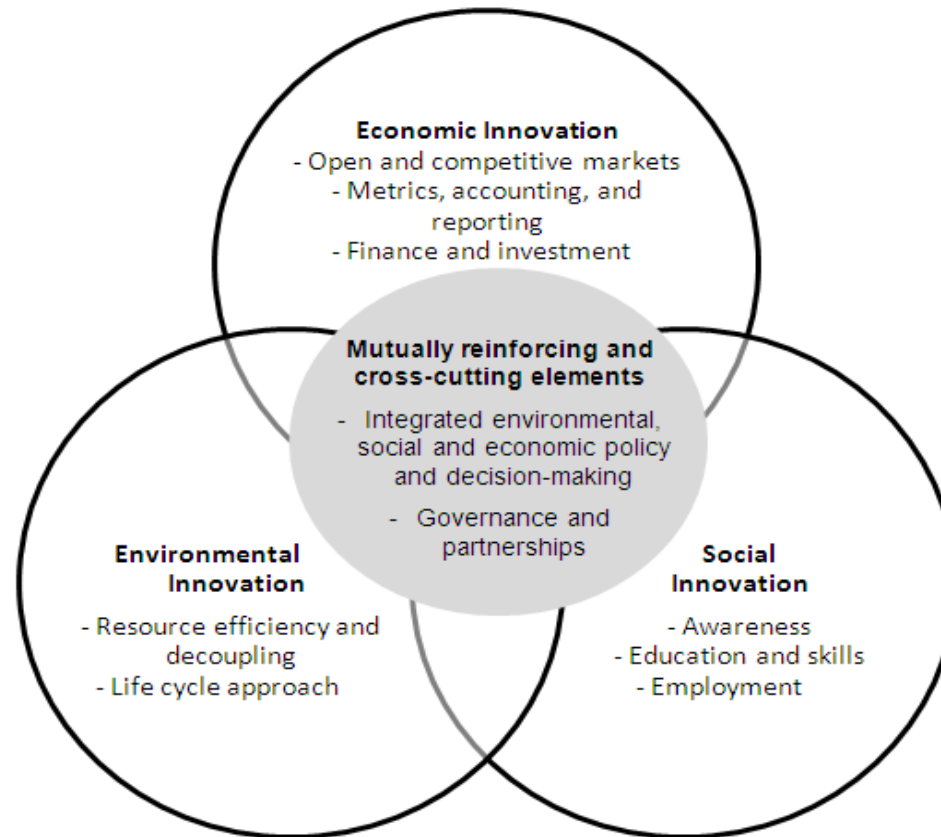 Economic Innovation
- Open and competitive markets
- Metrics, accounting, and
reporting
- Finance and investment
Mutually reinforcing and
cross-cutting elements
- Integrated environmental,
social and economic policy
and decision-making
- Governance and
partnerships
Environmental
Innovation
- Resource efficiency and
decoupling
- Life cycle approach
Social
Innovation
- Awareness
- Education and skills
- Employment